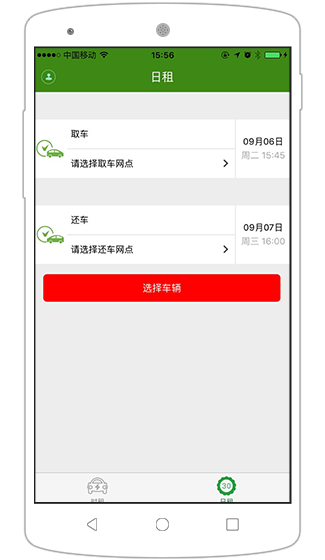 中国移动 15:56
日租
取车
09月06日
周二 15:45
请选择取车网点
还车
09月07日
周三 16:00
请选择还车网点
选择车辆
30
时租 日租